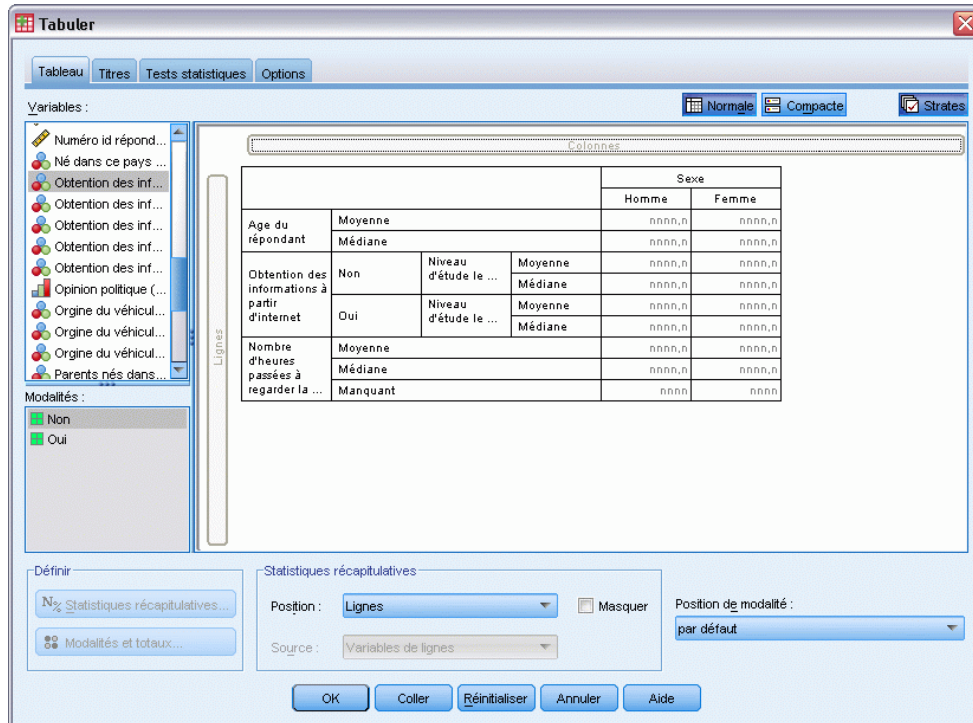 Tabuler
Tableau Titres Tests statistiques Options
Variables :
Normale Compacte Strates
Numéro id répond...
Né dans ce pays ...
Obtention des inf...
Obtention des inf...
Obtention des inf...
Obtention des inf...
Obtention des inf...
Opinion politique (...
Orgine du véhicul...
Orgine du véhicul...
Orgine du véhicul...
Parents nés dans...
Modalités :
Non
Oui
Colonnes
Lignes
Sexe
Homme Femme
Age du répondant Moyenne nnnn,n nnnn,n
Médiane nnnn,n nnnn,n
Obtention des informations à partir d'internet Non Niveau d'étude le ... Moyenne nnnn,n nnnn,n
Médiane nnnn,n nnnn,n
Oui Niveau d'étude le ... Moyenne nnnn,n nnnn,n
Médiane nnnn,n nnnn,n
Nombre d'heures passées à regarder la ... Moyenne nnnn,n nnnn,n
Médiane nnnn,n nnnn,n
Manquant nnnn nnnn
Définir
N% Statistiques récapitulatives...
Modalités et totaux...
Statistiques récapitulatives
Position : Lignes Masquer
Source : Variables de lignes
Position de modalité :
par défaut
OK Coller Réinitialiser Annuler Aide